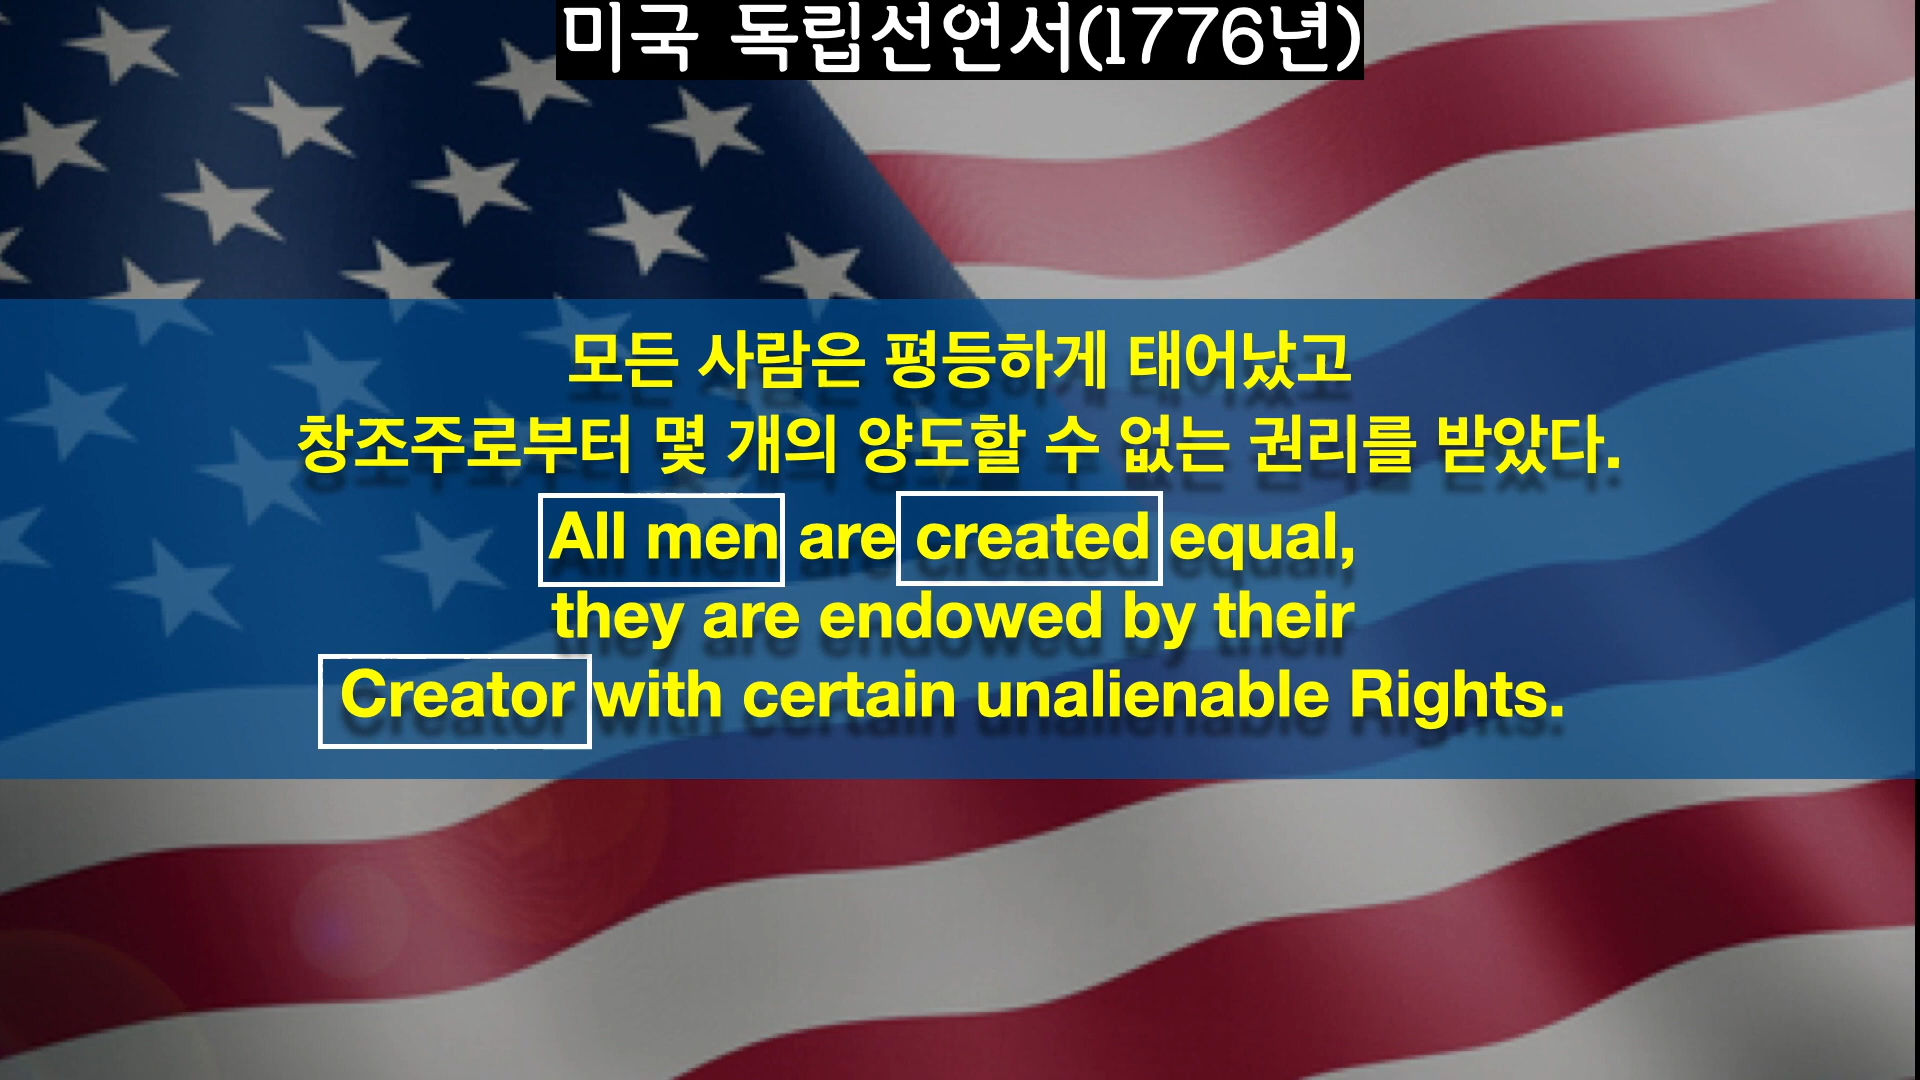 미국 독립선언서(1776년)
모든 사람은 평등하게 태어났고
창조주로부터 몇 개의 양도할 수 없는 권리를 받았다.
All men are created equal,
they are endowed by their
Creator with certain unalienable Rights.